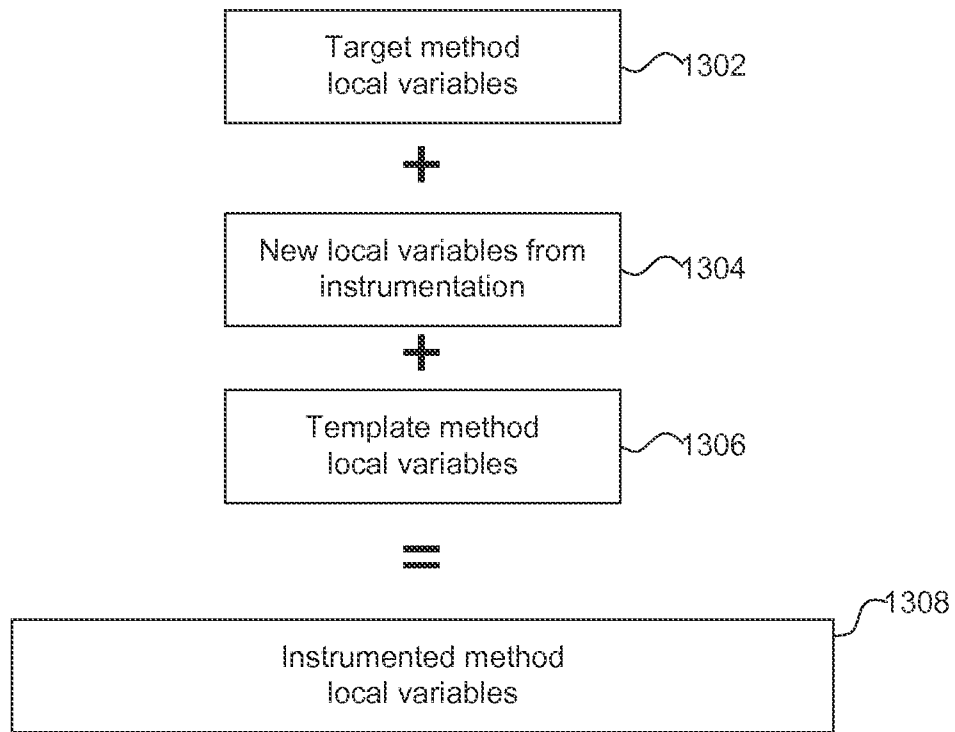 Target method
local variables
1302
+
New local variables from
instrumentation
1304
+
Template method
local variables
1306
=
1308
Instrumented method
local variables